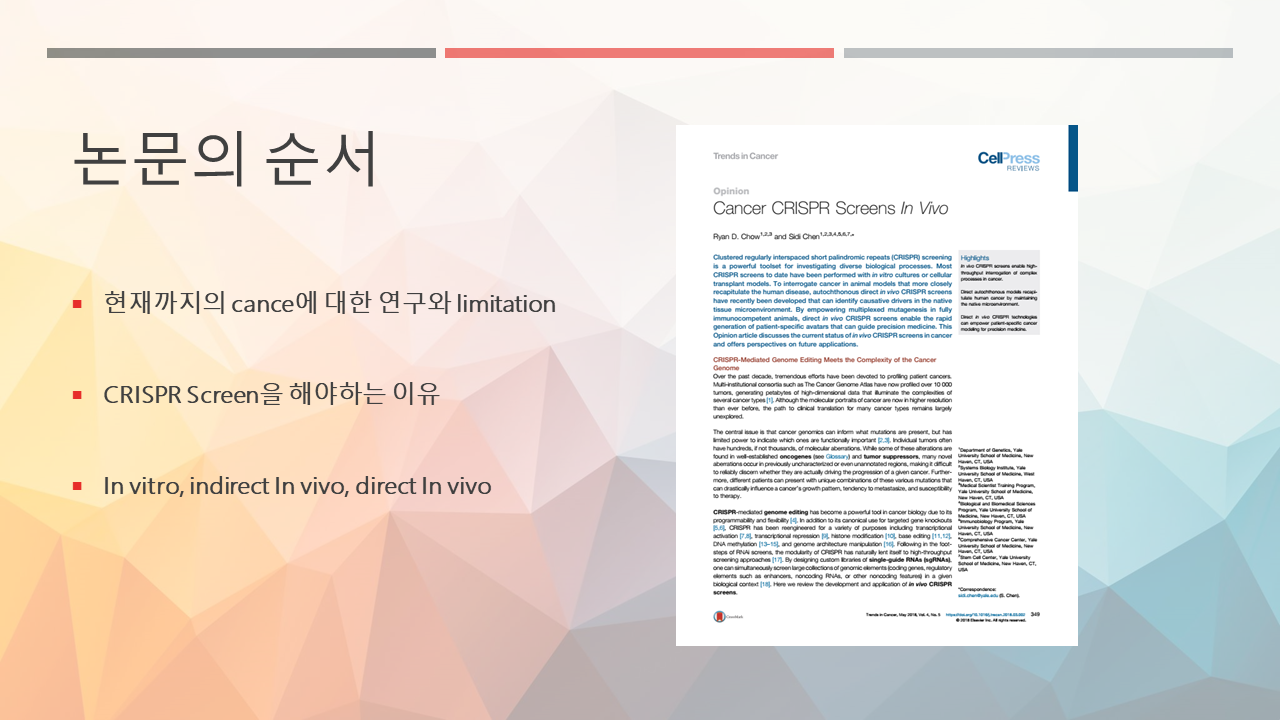 논문의 순서
현재까지의 cance에 대한 연구와 limitation
CRISPR Screen을 해야하는 이유
In vitro, indirect In vivo, direct In vivo
Trends in Cancer
CellPress
REVIEWS
Opinion
Cancer CRISPR Screens In Vivo
Ryan D. Chow1,2,3 and Sidi Chen1,2,3,4,5,6,7,*
Clustered regularly interspaced short palindromic repeats (CRISPR) screening
is a powerful toolset for investigating diverse biological processes. Most
CRISPR screens to date have been performed with in vitro cultures or cellular
transplant models. To interrogate cancer in animal models that more closely
recapitulate the human disease, autochthonous direct in vivo CRISPR screens
have recently been developed that can identify causative drivers in the native
tissue microenvironment. By empowering multiplexed mutagenesis in fully
immunocompetent animals, direct in vivo CRISPR screens enable the rapid
generation of patient-specific avatars that can guide precision medicine. This
Opinion article discusses the current status of in vivo CRISPR screens in cancer
and offers perspectives on future applications.
CRISPR-Mediated Genome Editing Meets the Complexity of the Cancer
Genome
Over the past decade, tremendous efforts have been devoted to profiling patient cancers.
Multi-institutional consortia such as The Cancer Genome Atlas have now profiled over 10 000
tumors, generating petabytes of high-dimensional data that illuminate the complexities of
several cancer types [1]. Although the molecular portraits of cancer are now in higher resolution
than ever before, the path to clinical translation for many cancer types remains largely
unexplored.
The central issue is that cancer genomics can inform what mutations are present, but has
limited power to indicate which ones are functionally important [2,3]. Individual tumors often
have hundreds, if not thousands, of molecular aberrations. While some of these alterations are
found in well-established oncogenes (see Glossary) and tumor suppressors, many novel
aberrations occur in previously uncharacterized or even unannotated regions, making it difficult
to reliably discern whether they are actually driving the progression of a given cancer. Further-
more, different patients can present with unique combinations of these various mutations that
can drastically influence a cancer's growth pattern, tendency to metastasize, and susceptibility
to therapy.
CRISPR-mediated genome editing has become a powerful tool in cancer biology due to its
programmability and flexibility [4]. In addition to its canonical use for targeted gene knockouts
[5,6], CRISPR has been reengineered for a variety of purposes including transcriptional
activation [7,8], transcriptional repression [9], histone modification [10], base editing [11,12],
DNA methylation [13–15], and genome architecture manipulation [16]. Following in the foot-
steps of RNAi screens, the modularity of CRISPR has naturally lent itself to high-throughput
screening approaches [17]. By designing custom libraries of single-guide RNAs (sgRNAs),
one can simultaneously screen large collections of genomic elements (coding genes, regulatory
elements such as enhancers, noncoding RNAs, or other noncoding features) in a given
biological context [18]. Here we review the development and application of in vivo CRISPR
screens.
Highlights
In vivo CRISPR screens enable high-
throughput interrogation of complex
processes in cancer.
Direct autochthonous models recapi-
tulate human cancer by maintaining
the native microenvironment.
Direct in vivo CRISPR technologies
can empower patient-specific cancer
modeling for precision medicine.
1Department of Genetics, Yale
University School of Medicine, New
Haven, CT, USA
2Systems Biology Institute, Yale
University School of Medicine, West
Haven, CT, USA
3Medical Scientist Training Program,
Yale University School of Medicine,
New Haven, CT, USA
4Biological and Biomedical Sciences
Program, Yale University School of
Medicine, New Haven, CT, USA
5Immunobiology Program, Yale
University School of Medicine, New
Haven, CT, USA
6Comprehensive Cancer Center, Yale
University School of Medicine, New
Haven, CT, USA
7Stem Cell Center, Yale University
School of Medicine, New Haven, CT,
USA
*Correspondence:
sidi.chen@yale.edu (S. Chen).
CrossMark
Trends in Cancer, May 2018, Vol. 4, No. 5
349
© 2018 Elsevier Inc. All rights reserved.